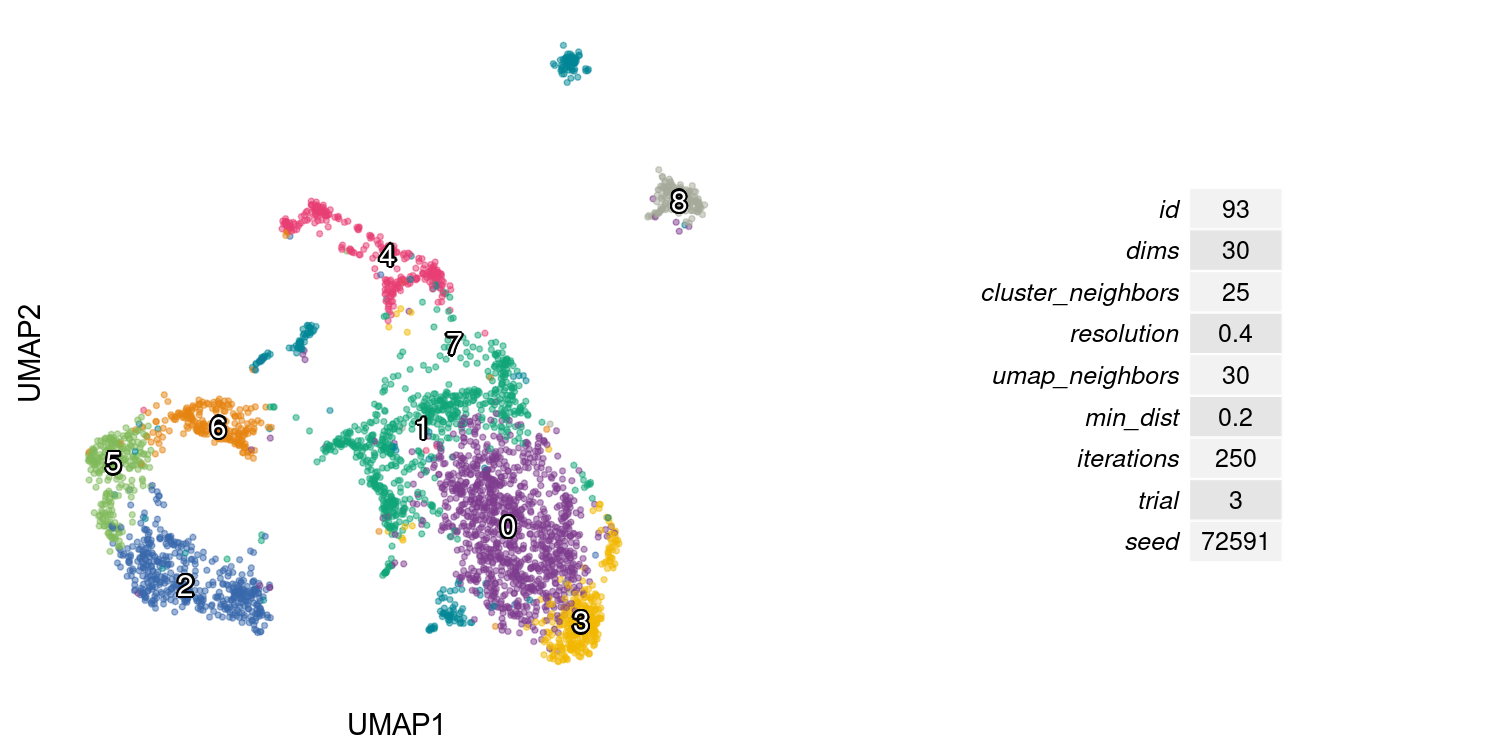 UMAP2
8
4
7
1
6
5
0
2
3
UMAP1
id 93
dims 30
cluster_neighbors 25
resolution 0.4
umap_neighbors 30
min_dist 0.2
iterations 250
trial 3
seed 72591